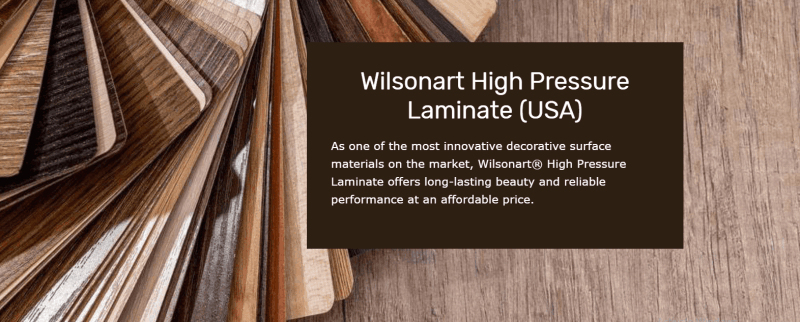 Wilsonart High Pressure
Laminate (USA)
As one of the most innovative decorative surface
materials on the market, Wilsonart® High Pressure
Laminate offers long-lasting beauty and reliable
performance at an affordable price.